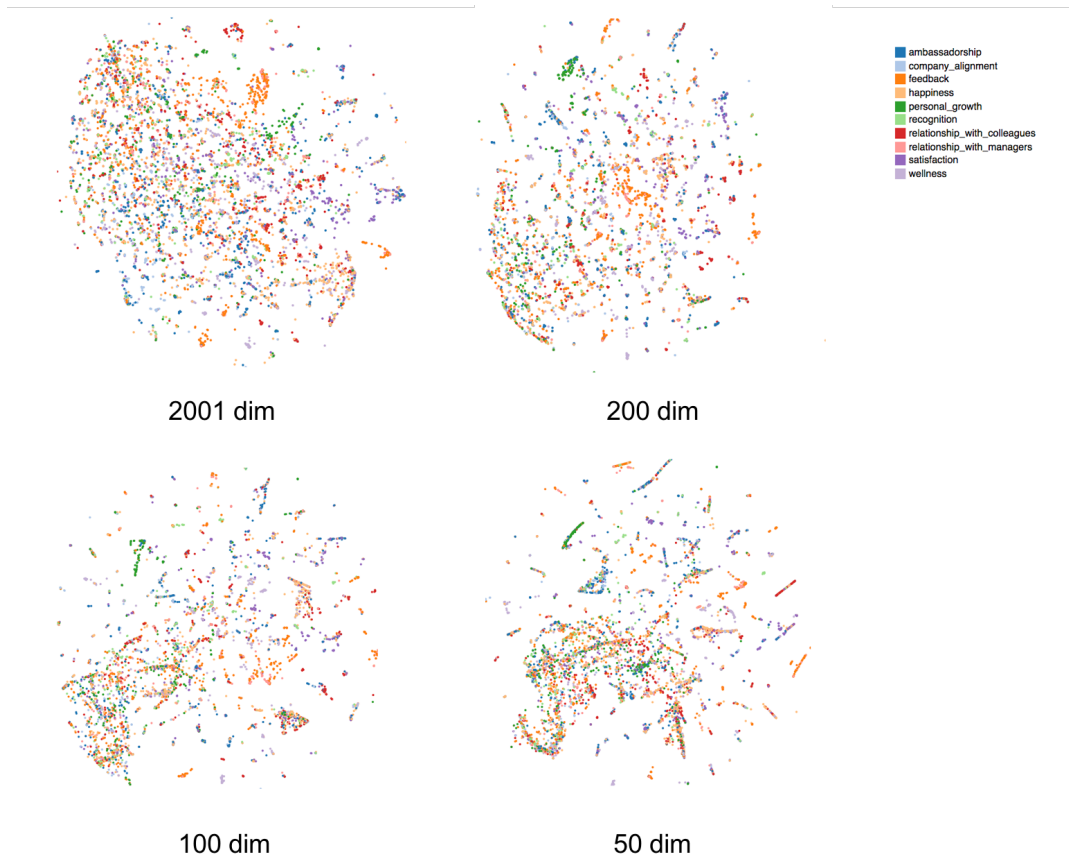 ambassadorship
company_alignment
feedback
happiness
personal_growth
recognition
relationship_with_colleagues
relationship_with_managers
satisfaction
wellness
2001 dim
200 dim
100 dim
50 dim